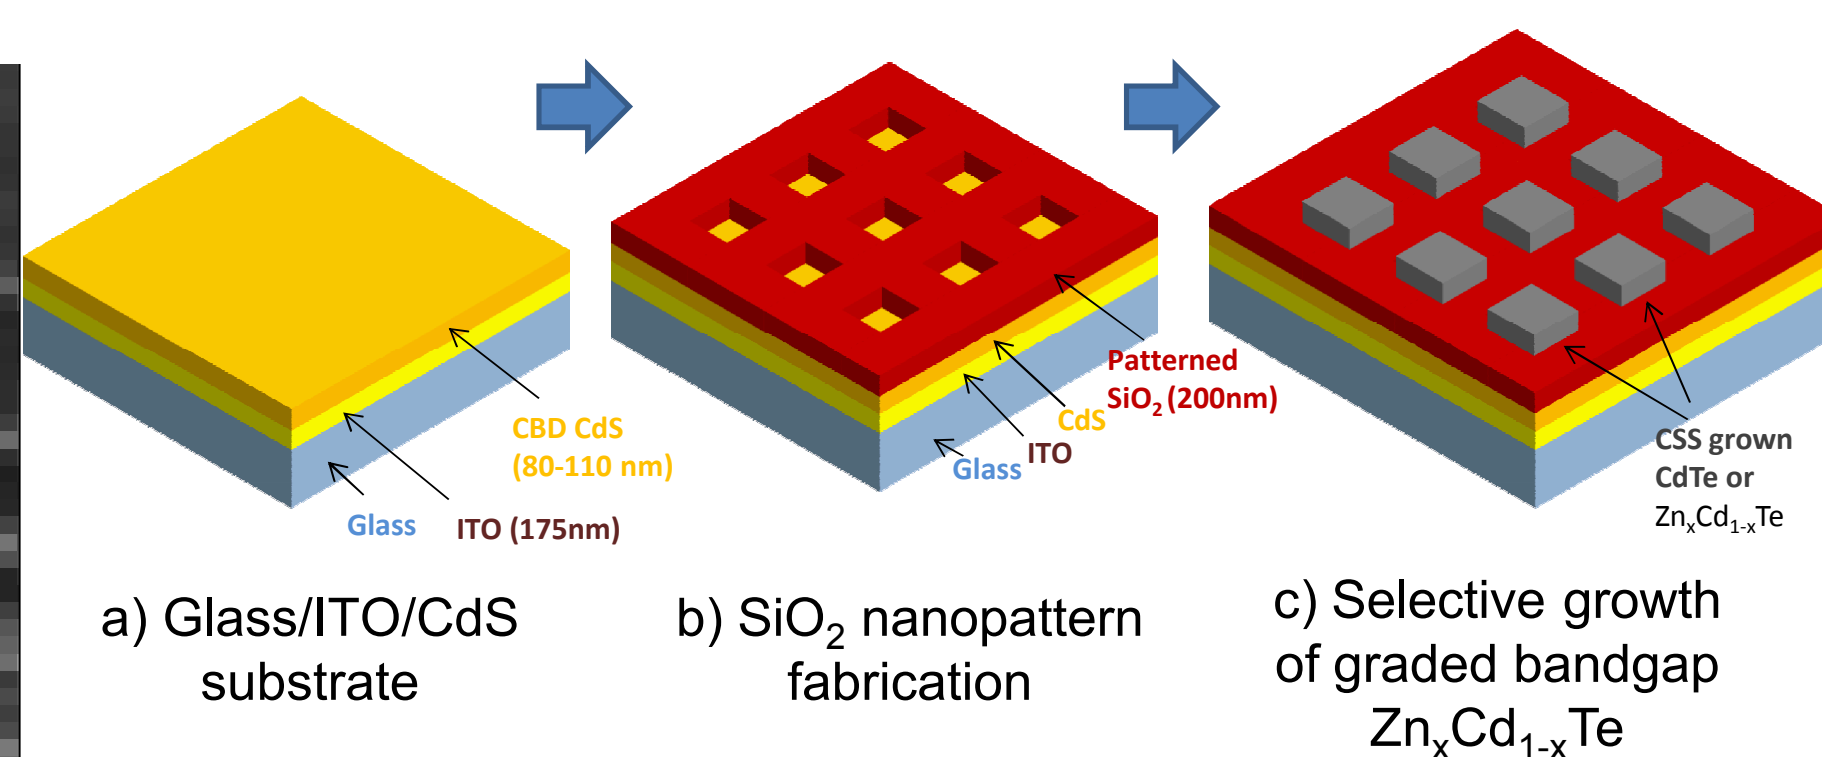 CBD CdS
(80-110 nm)
Glass
ITO (175nm)
a) Glass/ITO/CdS
substrate
Patterned
SiO₂ (200nm)
CdS
ITO
Glass
b) SiO₂ nanopattern
fabrication
CSS grown
CdTe or
ZnₓCd₁₋ₓTe
c) Selective growth
of graded bandgap
ZnₓCd₁₋ₓTe